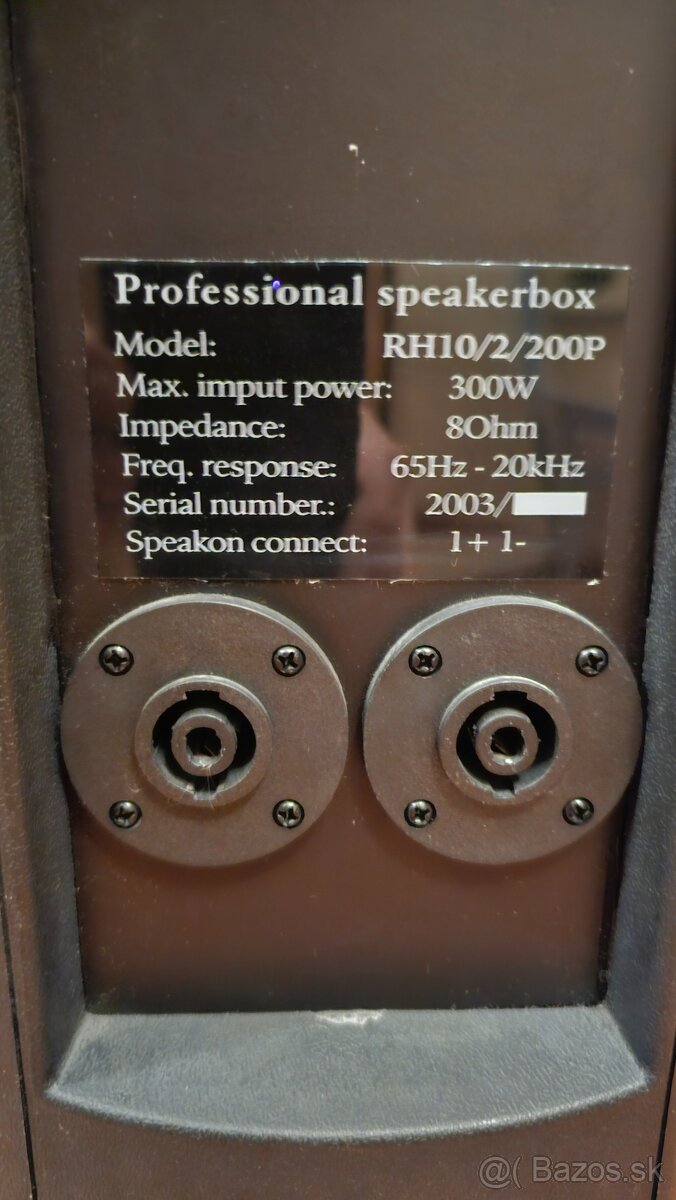 Professional speakerbox
Model: RH10/2/200P
Max. imput power: 300W
Impedance: 8Ohm
Freq. response: 65Hz - 20kHz
Serial number.: 2003/
Speakon connect: 1+ 1-
@( Bazos.sk